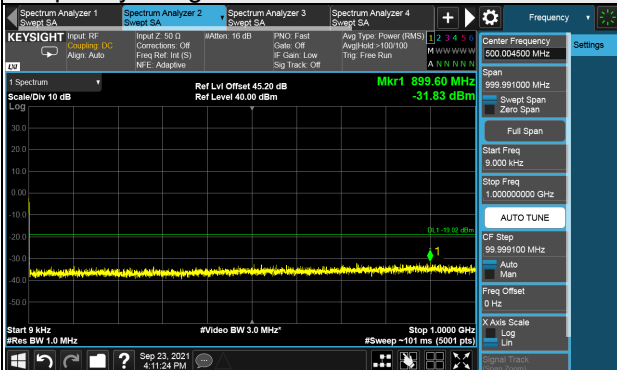 Spectrum Analyzer 1
Swept SA
Spectrum Analyzer 2
Swept SA
Spectrum Analyzer 3
Swept SA
Spectrum Analyzer 4
Swept SA
Frequency
KEYSIGHT
Input: RF
Coupling: DC
Align: Auto
Input Z: 50 Ω
Corrections: Off
Freq Ref: Int (S)
NFE: Adaptive
#Atten: 16 dB
PNO: Fast
Gate: Off
IF Gain: Low
Sig Track: Off
Avg Type: Power (RMS)
Avg|Hold:>100/100
Trig: Free Run
1 2 3 4 5 6
M W W W W W
A N N N N N
LXI
1 Spectrum
Scale/Div 10 dB
Log
Ref Lvl Offset 45.20 dB
Ref Level 40.00 dBm
Mkr1 899.60 MHz
-31.83 dBm
30.0
20.0
10.0
0.00
-10.0
-20.0
-30.0
-40.0
-50.0
DL1 -19.02 dBm
1
Start 9 kHz
#Res BW 1.0 MHz
#Video BW 3.0 MHz*
Stop 1.0000 GHz
#Sweep ~101 ms (5001 pts)
Sep 23, 2021
4:11:24 PM
Center Frequency
500.004500 MHz
Settings
Span
999.991000 MHz
Swept Span
Zero Span
Full Span
Start Freq
9.000 kHz
Stop Freq
1.000000000 GHz
AUTO TUNE
CF Step
99.999100 MHz
Auto
Man
Freq Offset
0 Hz
X Axis Scale
Log
Lin
Signal Track
(Span Zoom)